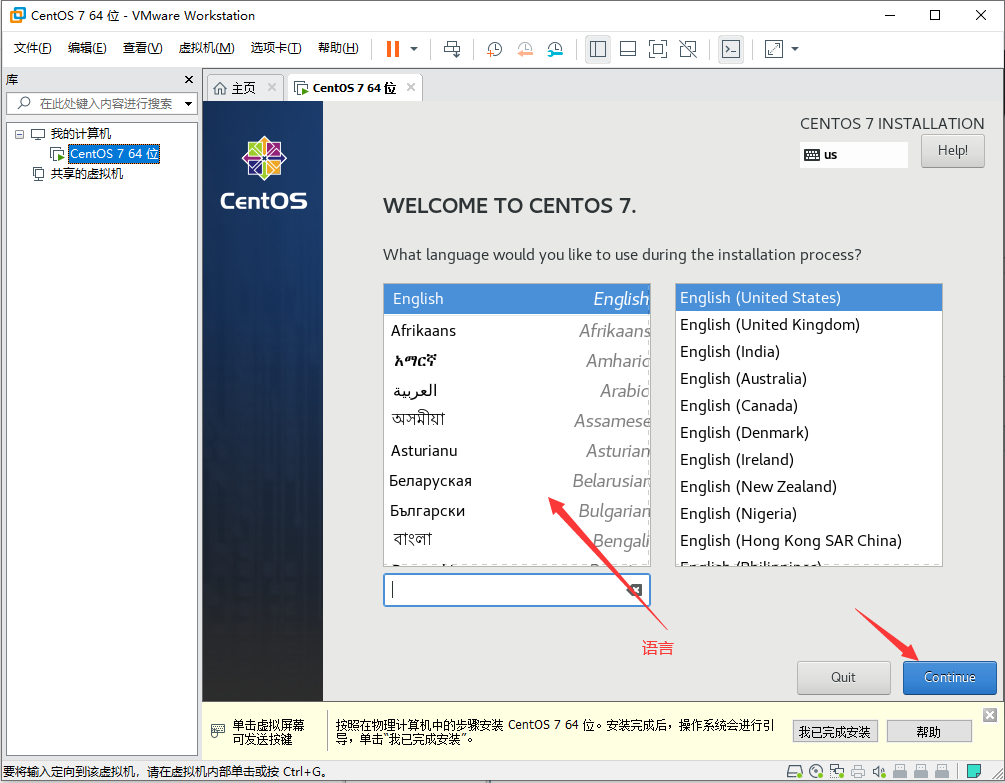 CentOS 7 64 位 - VMware Workstation
文件(F) 编辑(E) 查看(V) 虚拟机(M) 选项卡(T) 帮助(H)
库
在此处键入内容进行搜索
我的计算机
CentOS 7 64 位
共享的虚拟机
主页 CentOS 7 64 位
CentOS
CENTOS 7 INSTALLATION
us Help!
WELCOME TO CENTOS 7.
What language would you like to use during the installation process?
English English
Afrikaans Afrikaans
አማርኛ Amharic
العربية Arabic
অসমীয়া Assamese
Asturianu Asturian
Беларуская Belarusian
Български Bulgarian
বাংলা Bengali
English (United States)
English (United Kingdom)
English (India)
English (Australia)
English (Canada)
English (Denmark)
English (Ireland)
English (New Zealand)
English (Nigeria)
English (Hong Kong SAR China)
English (Philippines)
语言
Quit Continue
单击虚拟屏幕
可发送按键
按照在物理计算机中的步骤安装 CentOS 7 64 位。安装完成后，操作系统会进行引
导，单击“我已完成安装”。
我已完成安装 帮助
要将输入定向到该虚拟机，请在虚拟机内部单击或按 Ctrl+G。